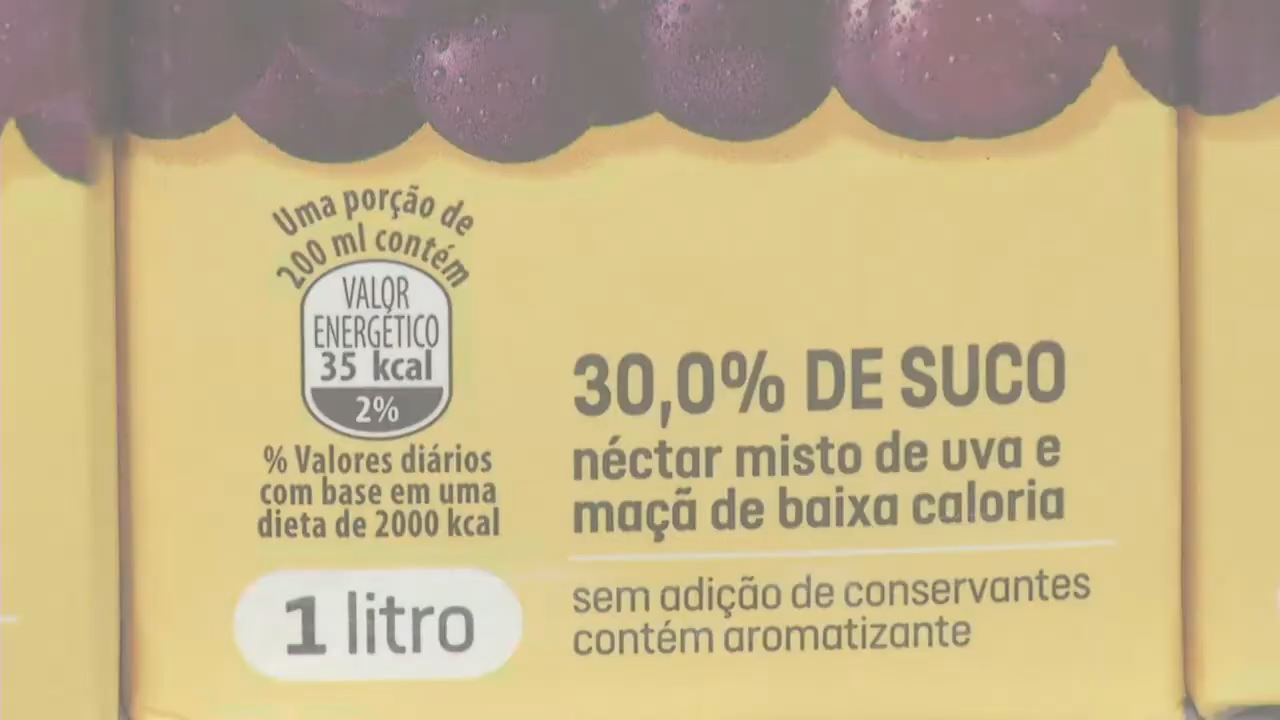 Uma porção de
200 ml contém
VALOR
ENERGÉTICO
35 kcal
2%
% Valores diários
com base em uma
dieta de 2000 kcal
1 litro
30,0% DE SUCO
néctar misto de uva e
maçã de baixa caloria
sem adição de conservantes
contém aromatizante